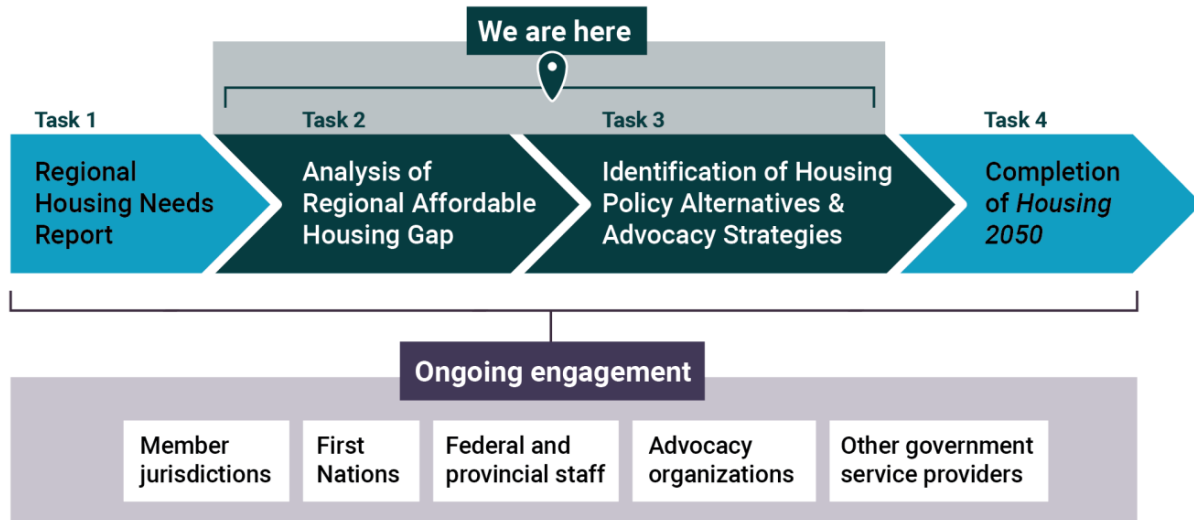 We are here
Task 1
Task 2
Task 3
Task 4
Regional
Housing Needs
Report
Analysis of
Regional Affordable
Housing Gap
Identification of Housing
Policy Alternatives &
Advocacy Strategies
Completion
of Housing
2050
Ongoing engagement
Member
jurisdictions
First
Nations
Federal and
provincial staff
Advocacy
organizations
Other government
service providers